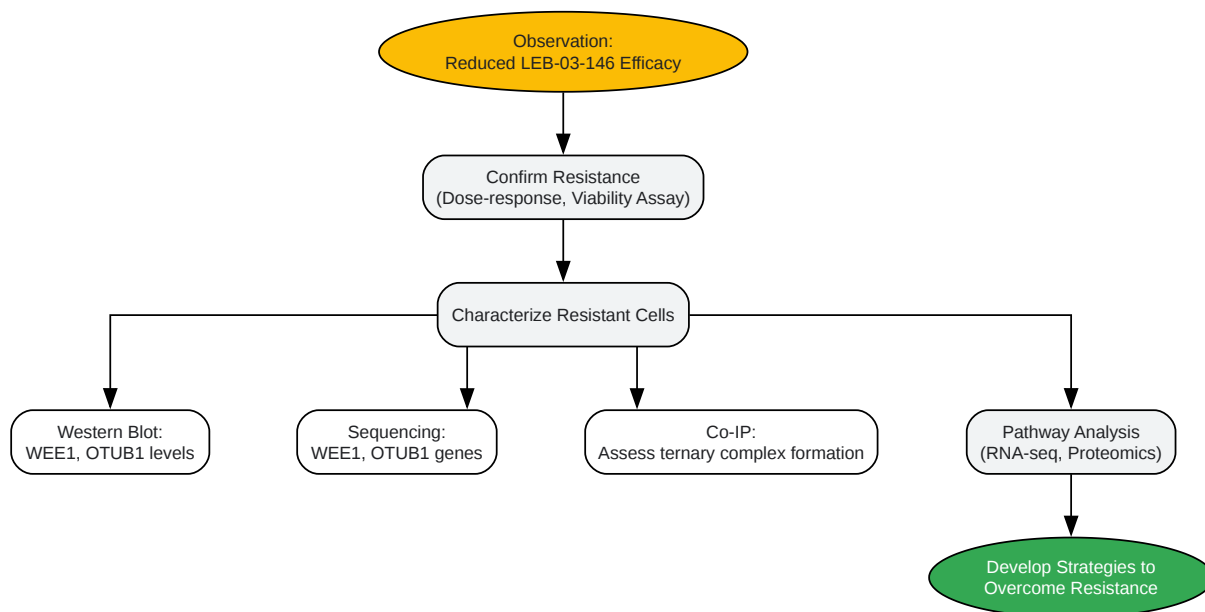 Observation:
Reduced LEB-03-146 Efficacy
Confirm Resistance
(Dose-response, Viability Assay)
Characterize Resistant Cells
Western Blot:
WEE1, OTUB1 levels
Sequencing:
WEE1, OTUB1 genes
Co-IP:
Assess ternary complex formation
Pathway Analysis
(RNA-seq, Proteomics)
Develop Strategies to
Overcome Resistance